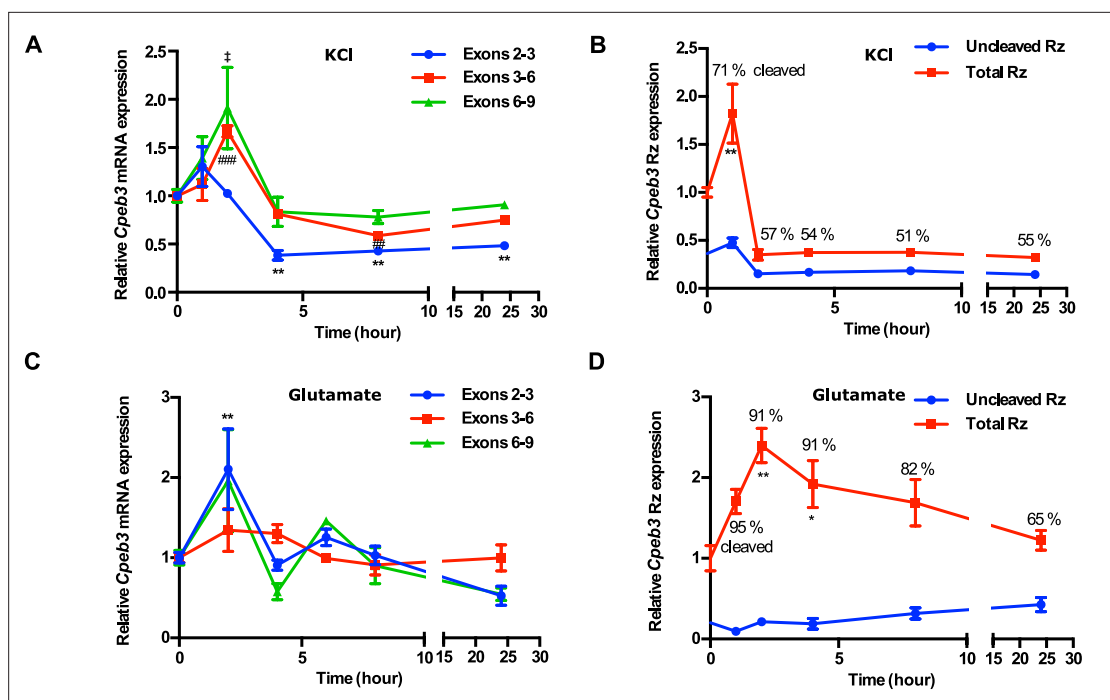 A
KCl
Exons 2-3
Exons 3-6
Exons 6-9
Relative Cpeb3 mRNA expression
2.5
2.0
1.5
1.0
0.5
0.0
‡
###
**
##
**
**
0
5
10
15
20
25
30
Time (hour)
B
KCl
Uncleaved Rz
Total Rz
Relative Cpeb3 Rz expression
2.5
2.0
1.5
1.0
0.5
0.0
71 % cleaved
**
57 %
54 %
51 %
55 %
0
5
10
15
20
25
30
Time (hour)
C
Glutamate
Exons 2-3
Exons 3-6
Exons 6-9
Relative Cpeb3 mRNA expression
3
2
1
0
**
0
5
10
15
20
25
30
Time (hour)
D
Glutamate
Uncleaved Rz
Total Rz
Relative Cpeb3 Rz expression
3
2
1
0
91 %
**
91 %
*
95 %
cleaved
82 %
65 %
0
5
10
15
20
25
30
Time (hour)